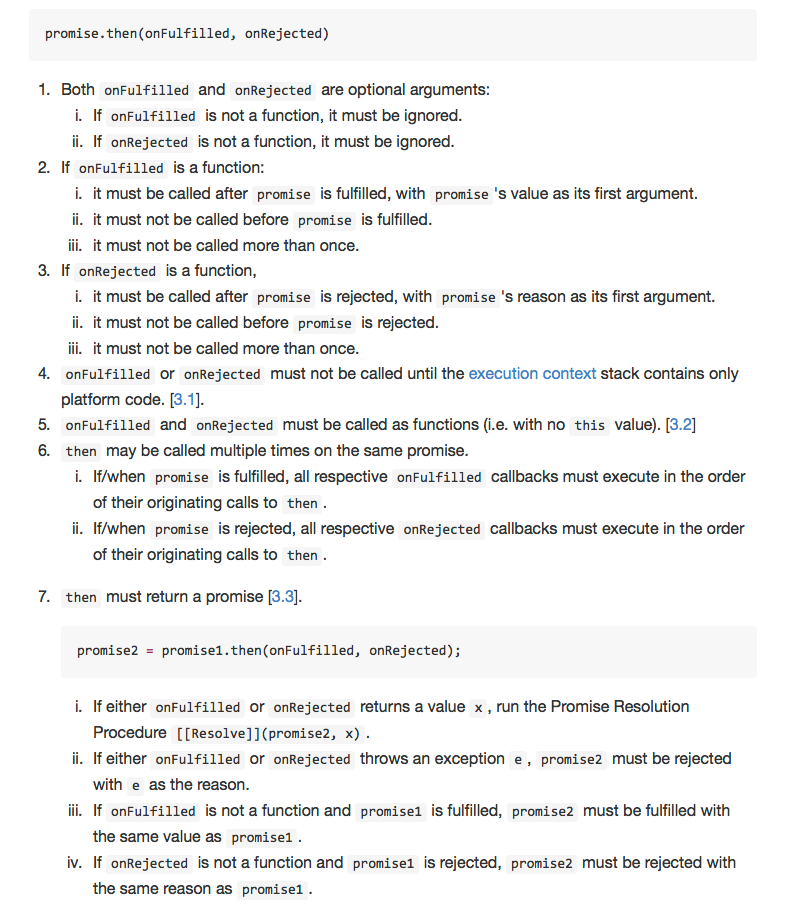 promise.then(onFulfilled, onRejected)
1. Both onFulfilled and onRejected are optional arguments:
i. If onFulfilled is not a function, it must be ignored.
ii. If onRejected is not a function, it must be ignored.
2. If onFulfilled is a function:
i. it must be called after promise is fulfilled, with promise 's value as its first argument.
ii. it must not be called before promise is fulfilled.
iii. it must not be called more than once.
3. If onRejected is a function,
i. it must be called after promise is rejected, with promise 's reason as its first argument.
ii. it must not be called before promise is rejected.
iii. it must not be called more than once.
4. onFulfilled or onRejected must not be called until the execution context stack contains only
platform code. [3.1].
5. onFulfilled and onRejected must be called as functions (i.e. with no this value). [3.2]
6. then may be called multiple times on the same promise.
i. If/when promise is fulfilled, all respective onFulfilled callbacks must execute in the order
of their originating calls to then .
ii. If/when promise is rejected, all respective onRejected callbacks must execute in the order
of their originating calls to then .
7. then must return a promise [3.3].
promise2 = promise1.then(onFulfilled, onRejected);
i. If either onFulfilled or onRejected returns a value x , run the Promise Resolution
Procedure [[Resolve]](promise2, x) .
ii. If either onFulfilled or onRejected throws an exception e , promise2 must be rejected
with e as the reason.
iii. If onFulfilled is not a function and promise1 is fulfilled, promise2 must be fulfilled with
the same value as promise1 .
iv. If onRejected is not a function and promise1 is rejected, promise2 must be rejected with
the same reason as promise1 .